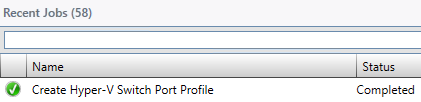 Recent Jobs (58)
Name Status
Create Hyper-V Switch Port Profile Completed